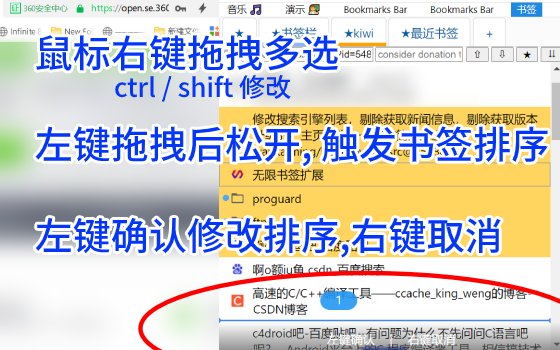 360安全中心
https://open.se.360
音乐
演示
Bookmarks Bar
Bookmarks Bar
书签
Infinite
New Fo
新建文件
★书签栏
★kiwi
★最近书签
+
?id=548
consider donation !
鼠标右键拖拽多选
ctrl / shift 修改
修改搜索引擎列表，剔除获取新闻信息，剔除获取版本
左键拖拽后松开,触发书签排序
无限书签扩展
proguard
左键确认修改排序,右键取消
啊o额iu鱼 csdn_百度搜索
高速的C/C++编译工具——ccache_king_weng的博客-
CSDN博客
1
c4droid吧-百度贴吧--有问题为什么不先问问C语言吧
左键确认
右键取消